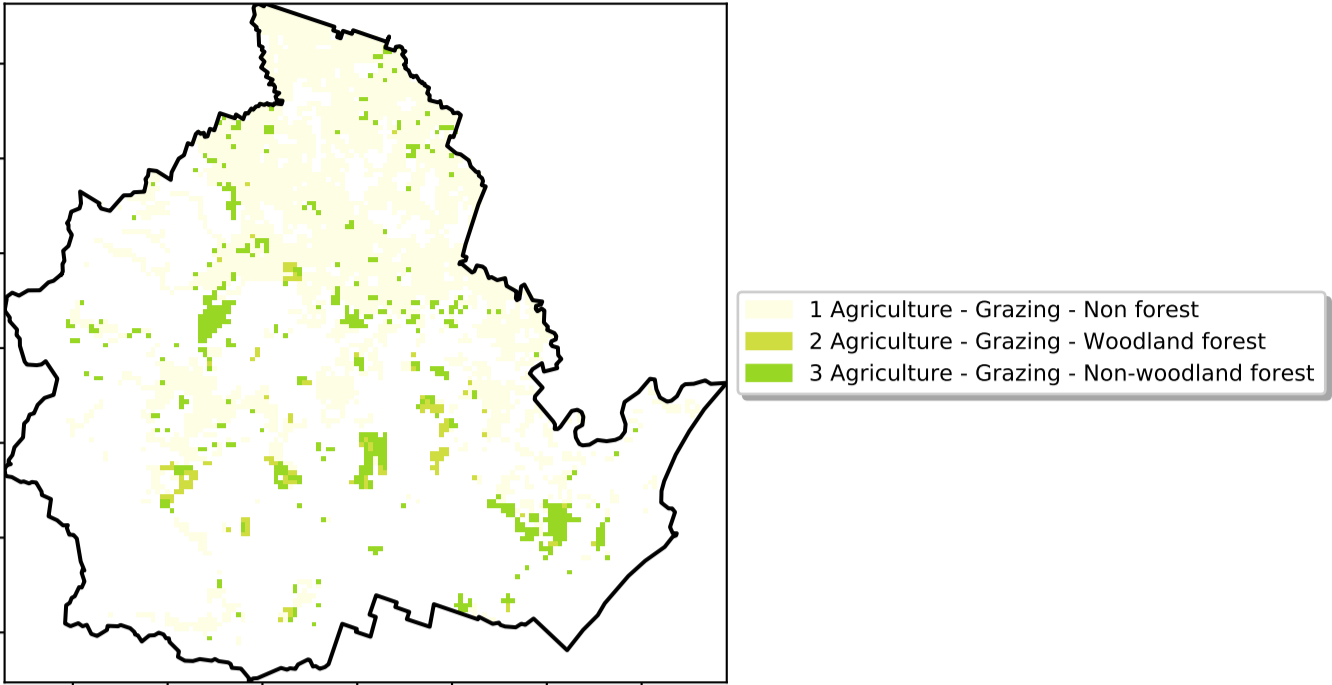 1 Agriculture - Grazing - Non forest
2 Agriculture - Grazing - Woodland forest
3 Agriculture - Grazing - Non-woodland forest